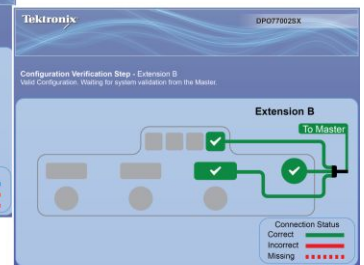 Tektronix
DPO77002SX
Configuration Verification Step - Extension B
Valid Configuration. Waiting for system validation from the Master.
Extension B
To Master
Connection Status
Correct
Incorrect
Missing